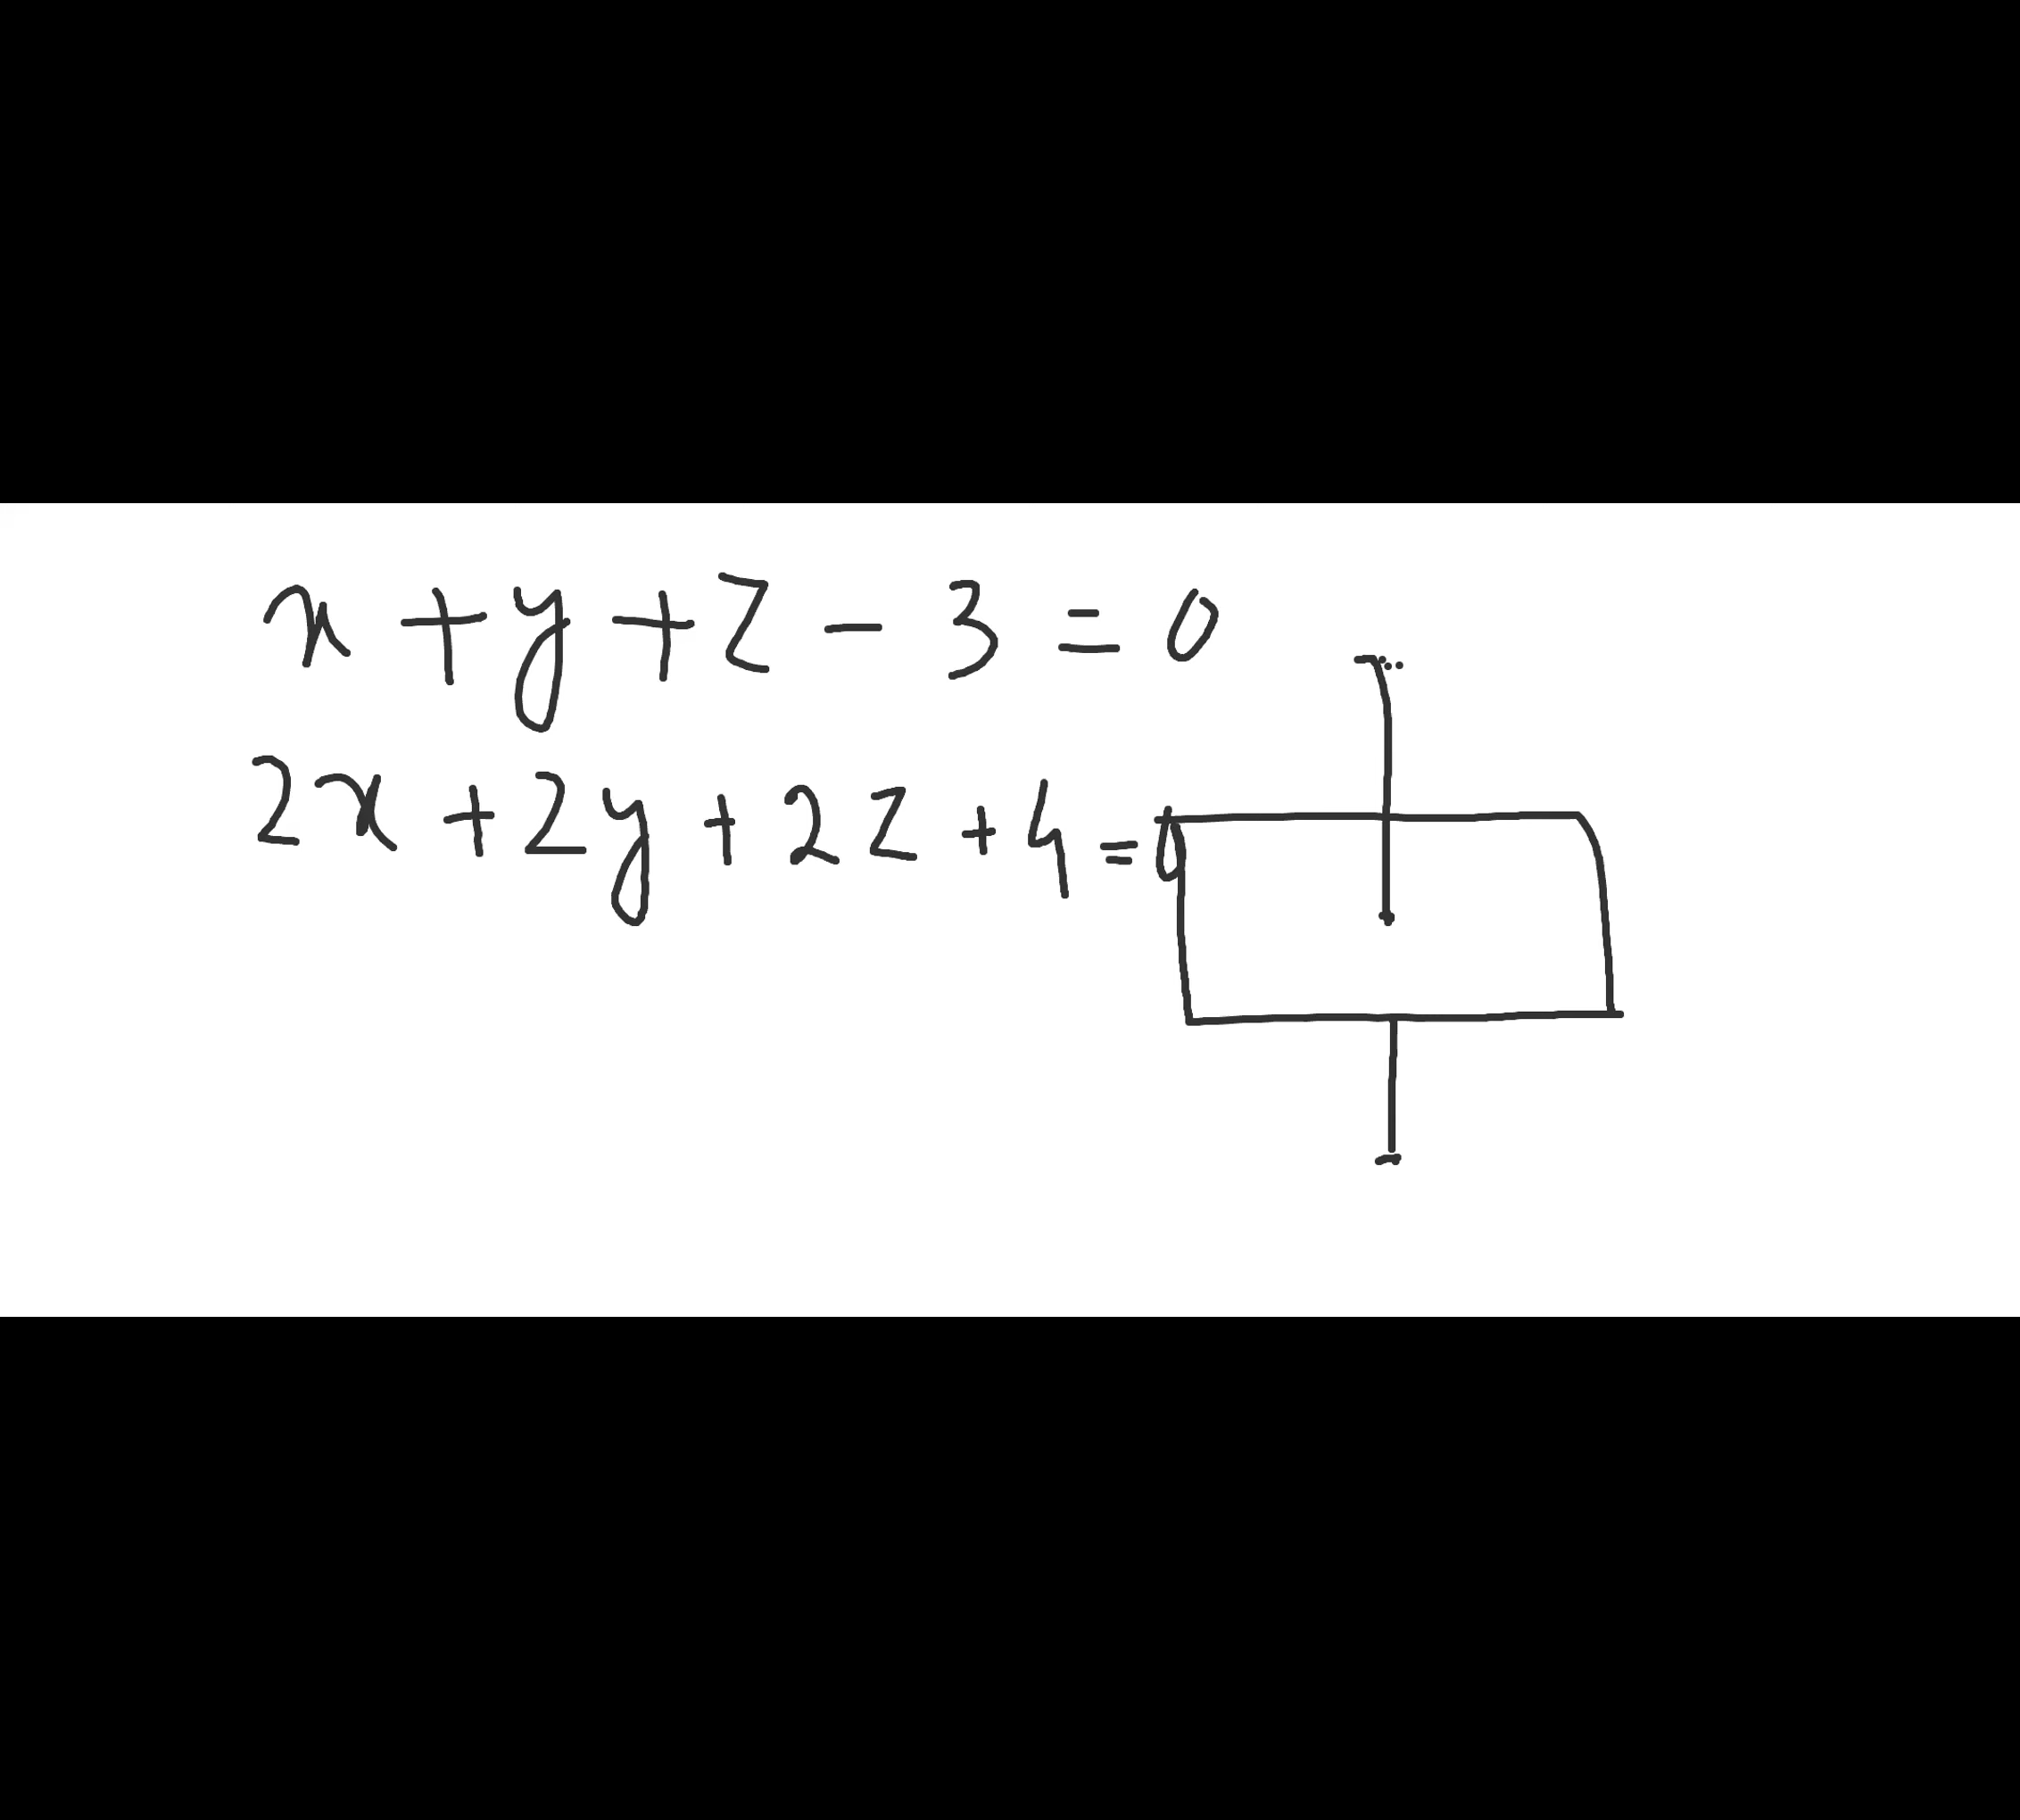 x + y + z - 3 = 0
2x + 2y + 2z + 4 = 0